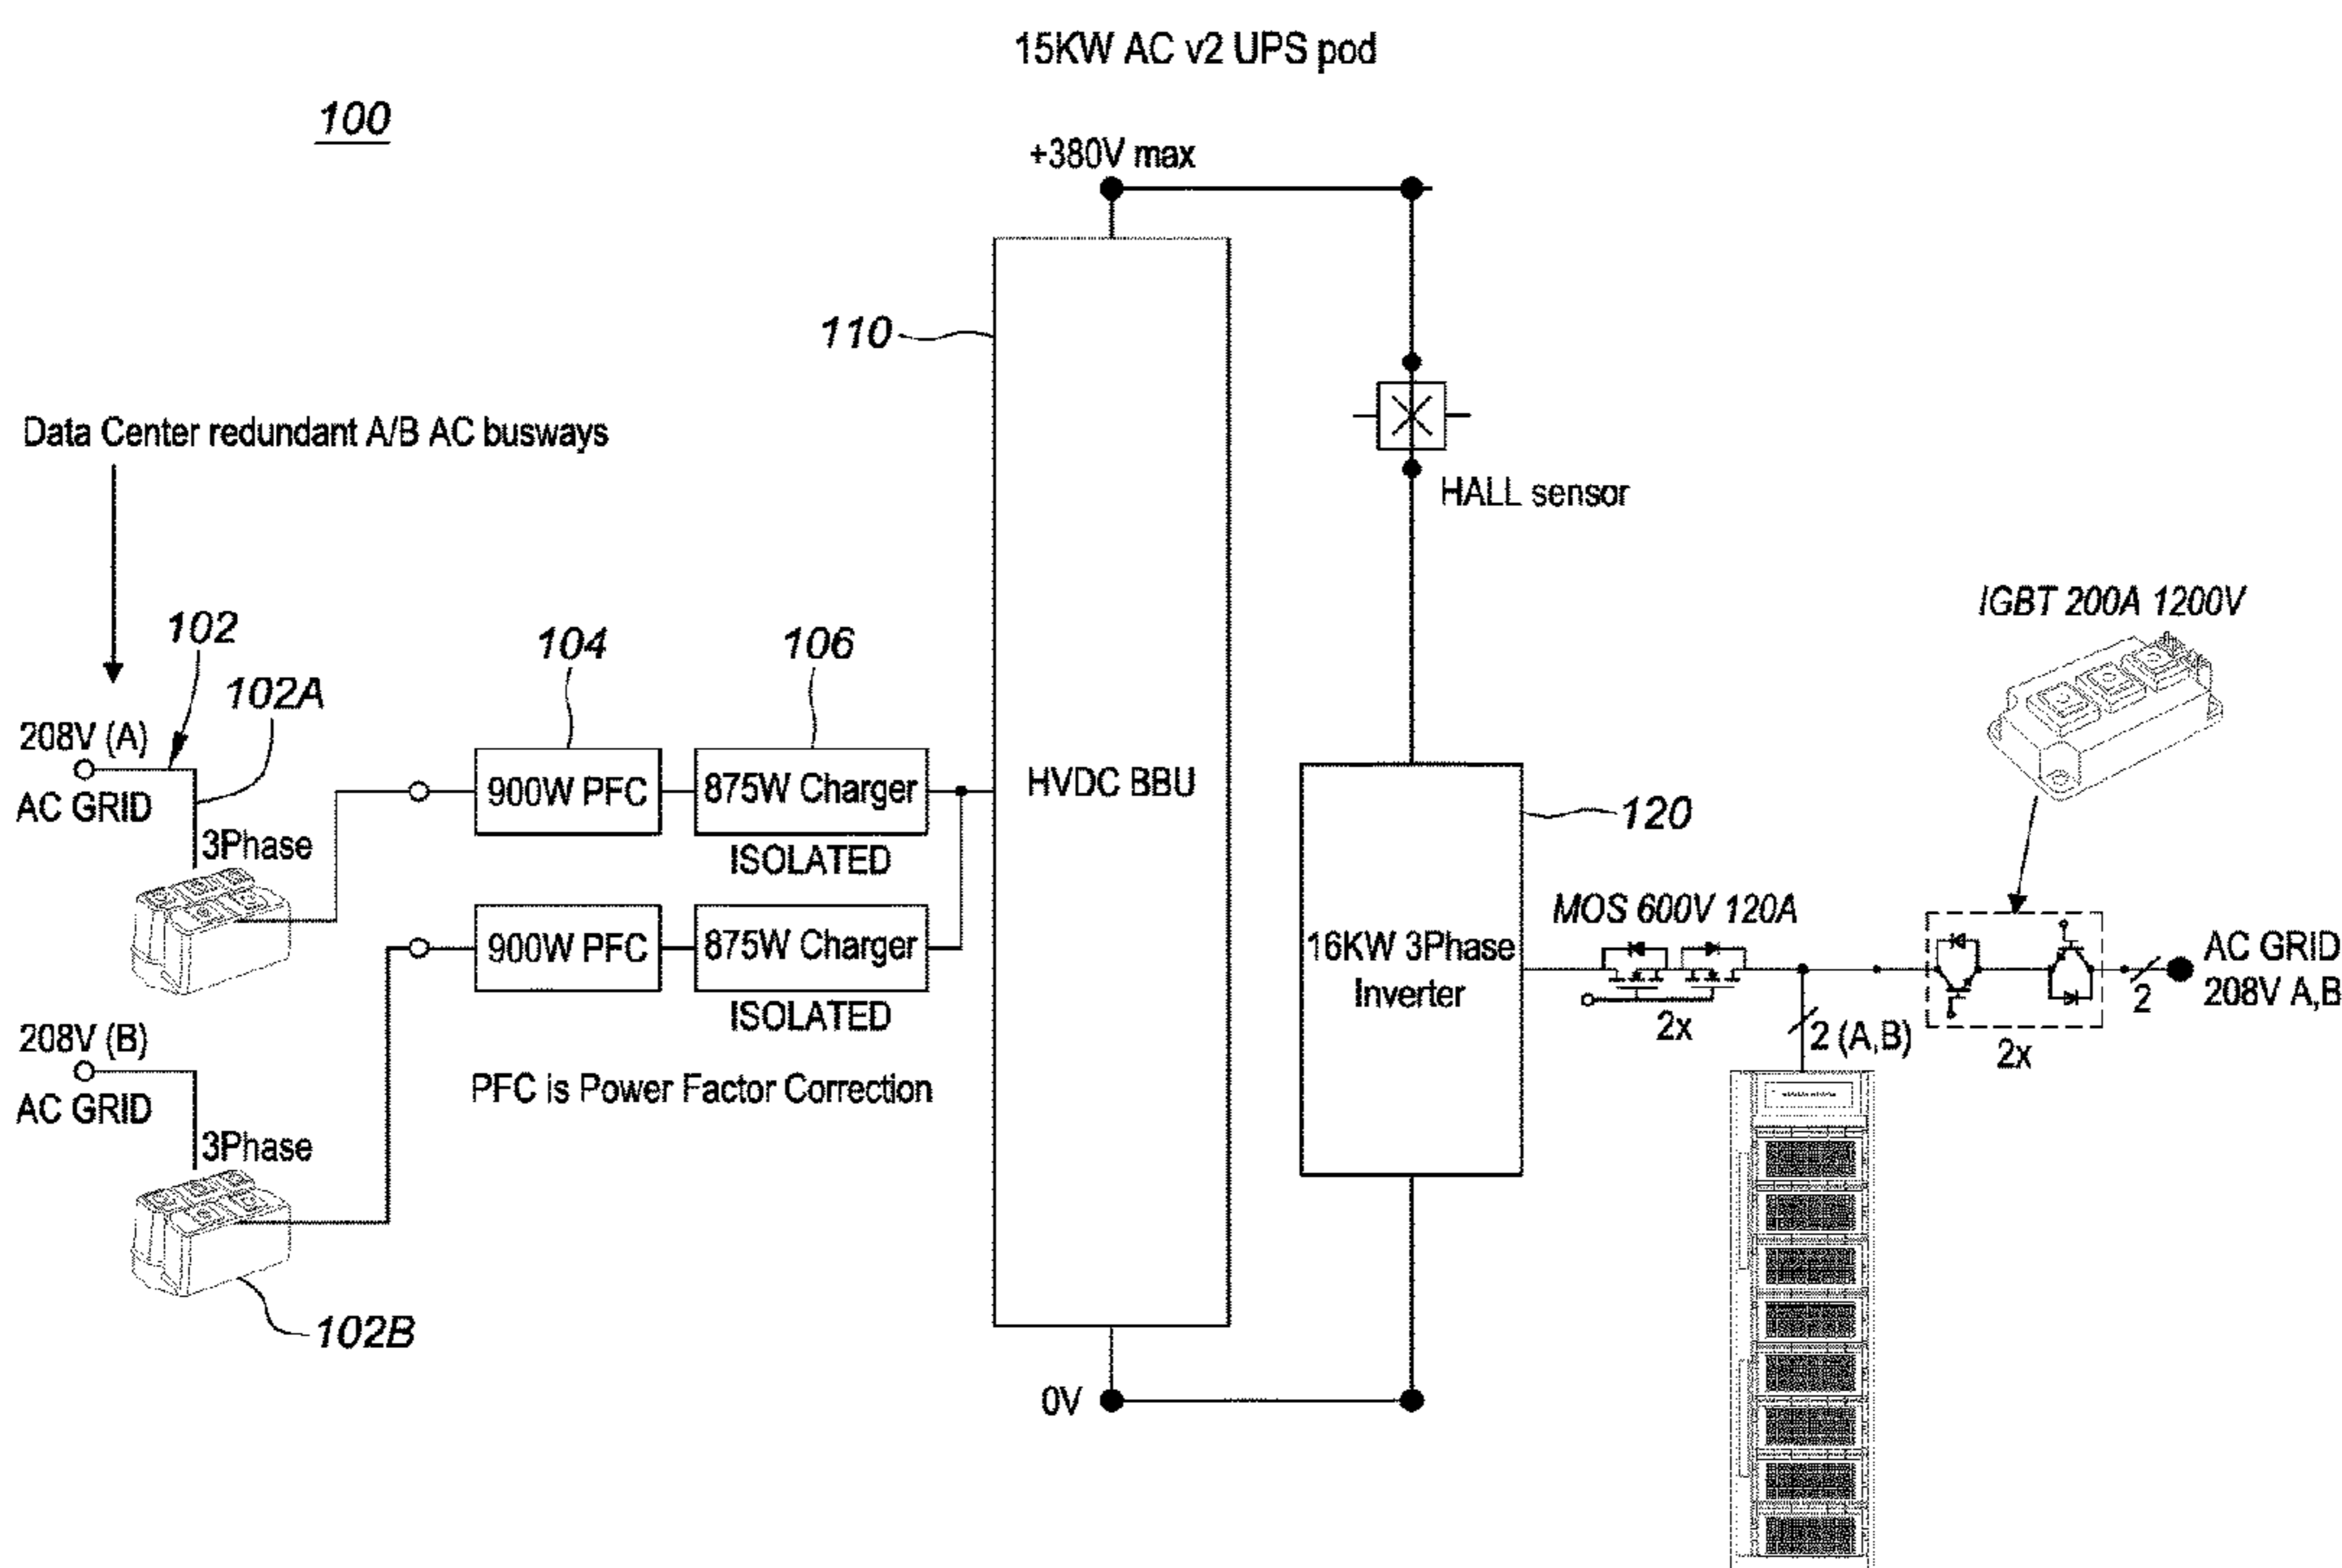 15KW AC v2 UPS pod
100
+380V max
110
Data Center redundant A/B AC busways
HALL sensor
IGBT 200A 1200V
102
104
106
102A
208V (A)
AC GRID
3Phase
900W PFC
875W Charger
ISOLATED
HVDC BBU
120
MOS 600V 120A
900W PFC
875W Charger
ISOLATED
16KW 3Phase
Inverter
2x
2 (A,B)
2x
2
AC GRID
208V A,B
208V (B)
AC GRID
3Phase
PFC is Power Factor Correction
102B
0V